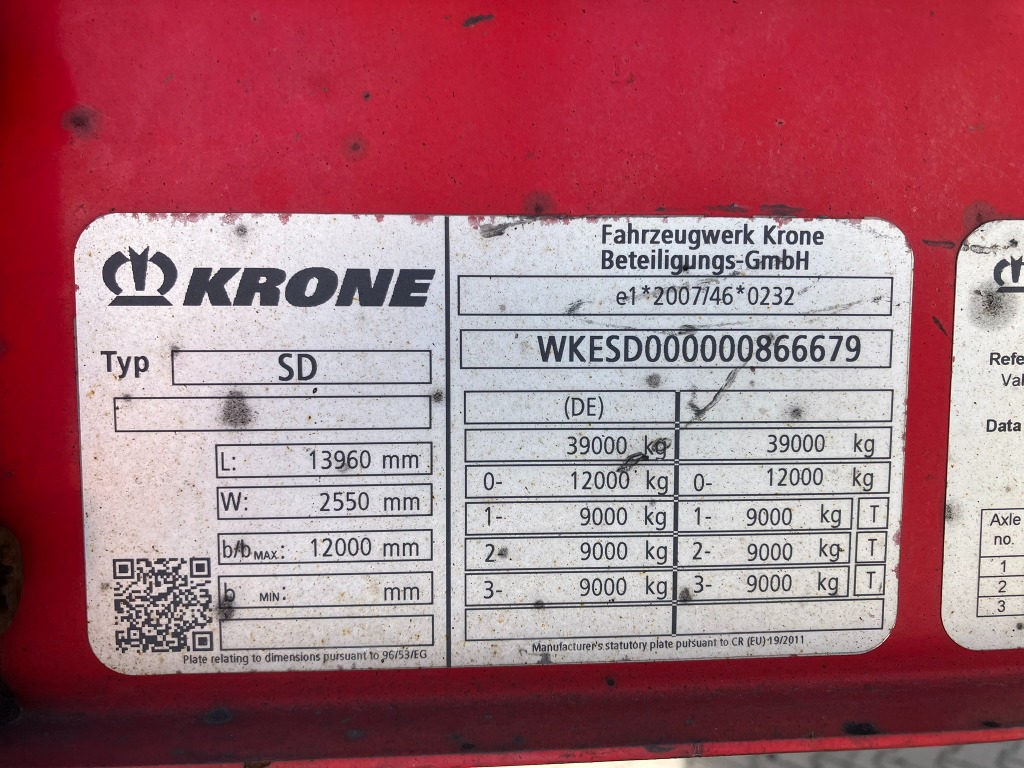 KRONE
Typ SD
L: 13960 mm
W: 2550 mm
b/b MAX.: 12000 mm
b MIN: mm
Plate relating to dimensions pursuant to 96/53/EG
Fahrzeugwerk Krone
Beteiligungs-GmbH
e1*2007/46*0232
WKESD000000866679
(DE)
39000 kg 39000 kg
0- 12000 kg 0- 12000 kg
1- 9000 kg 1- 9000 kg T
2- 9000 kg 2- 9000 kg T
3- 9000 kg 3- 9000 kg T
Manufacturer's statutory plate pursuant to CR (EU) 19/2011
Refe
Val
Data
Axle
no.
1
2
3